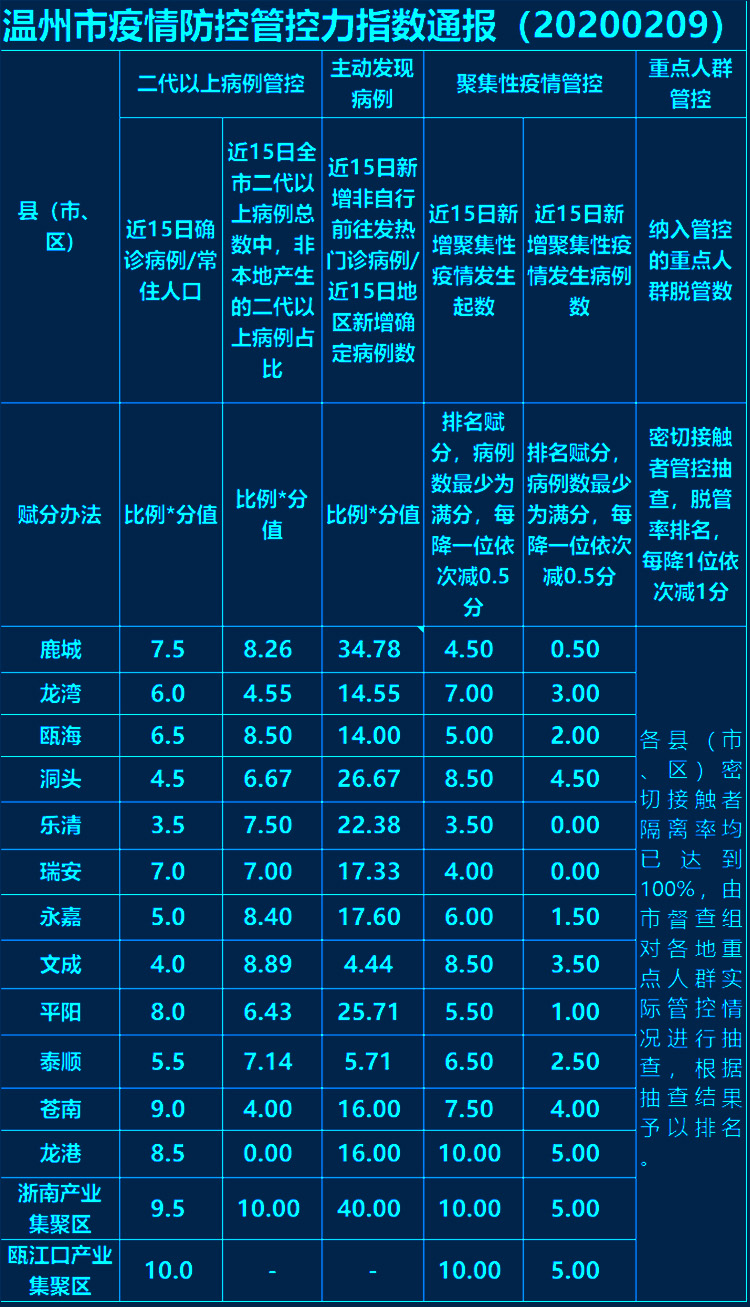 温州市疫情防控管控力指数通报（20200209）
县（市、
区）
二代以上病例管控
主动发现
病例
聚集性疫情管控
重点人群
管控
近15日确
诊病例/常
住人口
近15日全
市二代以
上病例总
数中，非
本地产生
的二代以
上病例占
比
近15日新
增非自行
前往发热
门诊病例/
近15日地
区新增确
定病例数
近15日新
增聚集性
疫情发生
起数
近15日新
增聚集性疫
情发生病例
数
纳入管控
的重点人
群脱管数
赋分办法
比例*分值
比例*分
值
比例*分值
排名赋
分，病例
数最少为
满分，每
降一位依
次减0.5
分
排名赋分，
病例数最少
为满分，每
降一位依次
减0.5分
密切接触
者管控抽
查，脱管
率排名，
每降1位依
次减1分
鹿城 7.5 8.26 34.78 4.50 0.50
龙湾 6.0 4.55 14.55 7.00 3.00
瓯海 6.5 8.50 14.00 5.00 2.00
洞头 4.5 6.67 26.67 8.50 4.50
乐清 3.5 7.50 22.38 3.50 0.00
瑞安 7.0 7.00 17.33 4.00 0.00
永嘉 5.0 8.40 17.60 6.00 1.50
文成 4.0 8.89 4.44 8.50 3.50
平阳 8.0 6.43 25.71 5.50 1.00
泰顺 5.5 7.14 5.71 6.50 2.50
苍南 9.0 4.00 16.00 7.50 4.00
龙港 8.5 0.00 16.00 10.00 5.00
浙南产业
集聚区
9.5 10.00 40.00 10.00 5.00
瓯江口产业
集聚区
10.0 - - 10.00 5.00
各县（市
、区）密
切接触者
隔离率均
已达到
100%，由
市督查组
对各地重
点人群实
际管控情
况进行抽
查，根据
抽查结果
予以排名
。